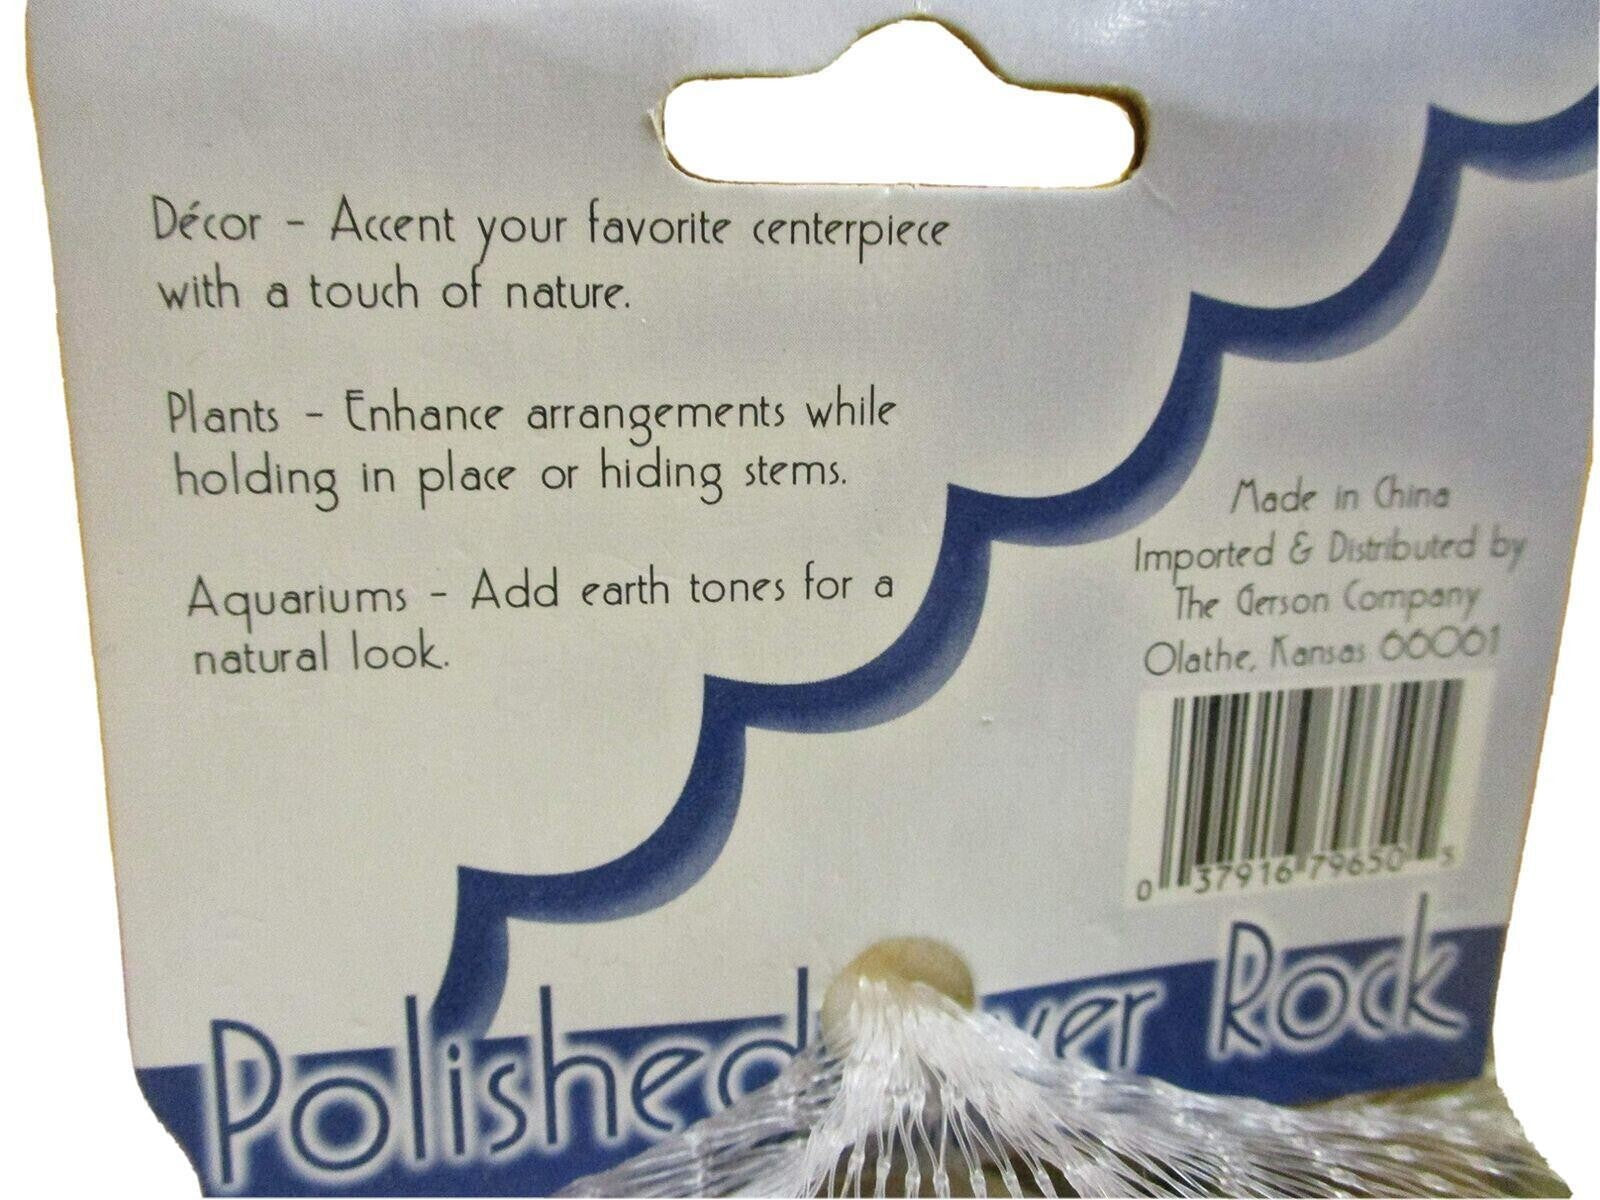 Décor - Accent your favorite centerpiece
with a touch of nature.
Plants - Enhance arrangements while
holding in place or hiding stems.
Aquariums - Add earth tones for a
natural look.
Made in China
Imported & Distributed by
The Gerson Company
Olathe, Kansas 66061
0 37916 79650 5
Polished Rock